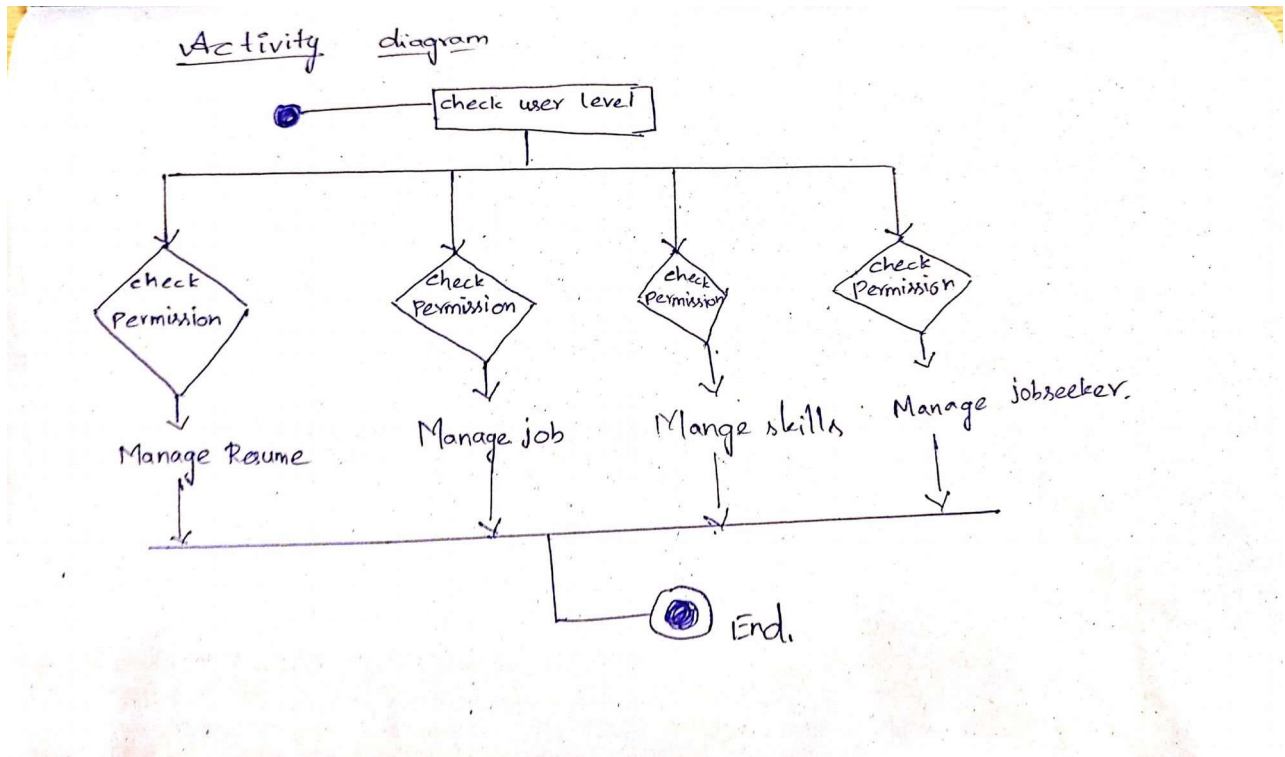 Activity diagram
check user level
check
Permission
check
Permission
check
Permission
check
Permission
Manage Resume
Manage job
Mange skills
Manage jobseeker.
End.